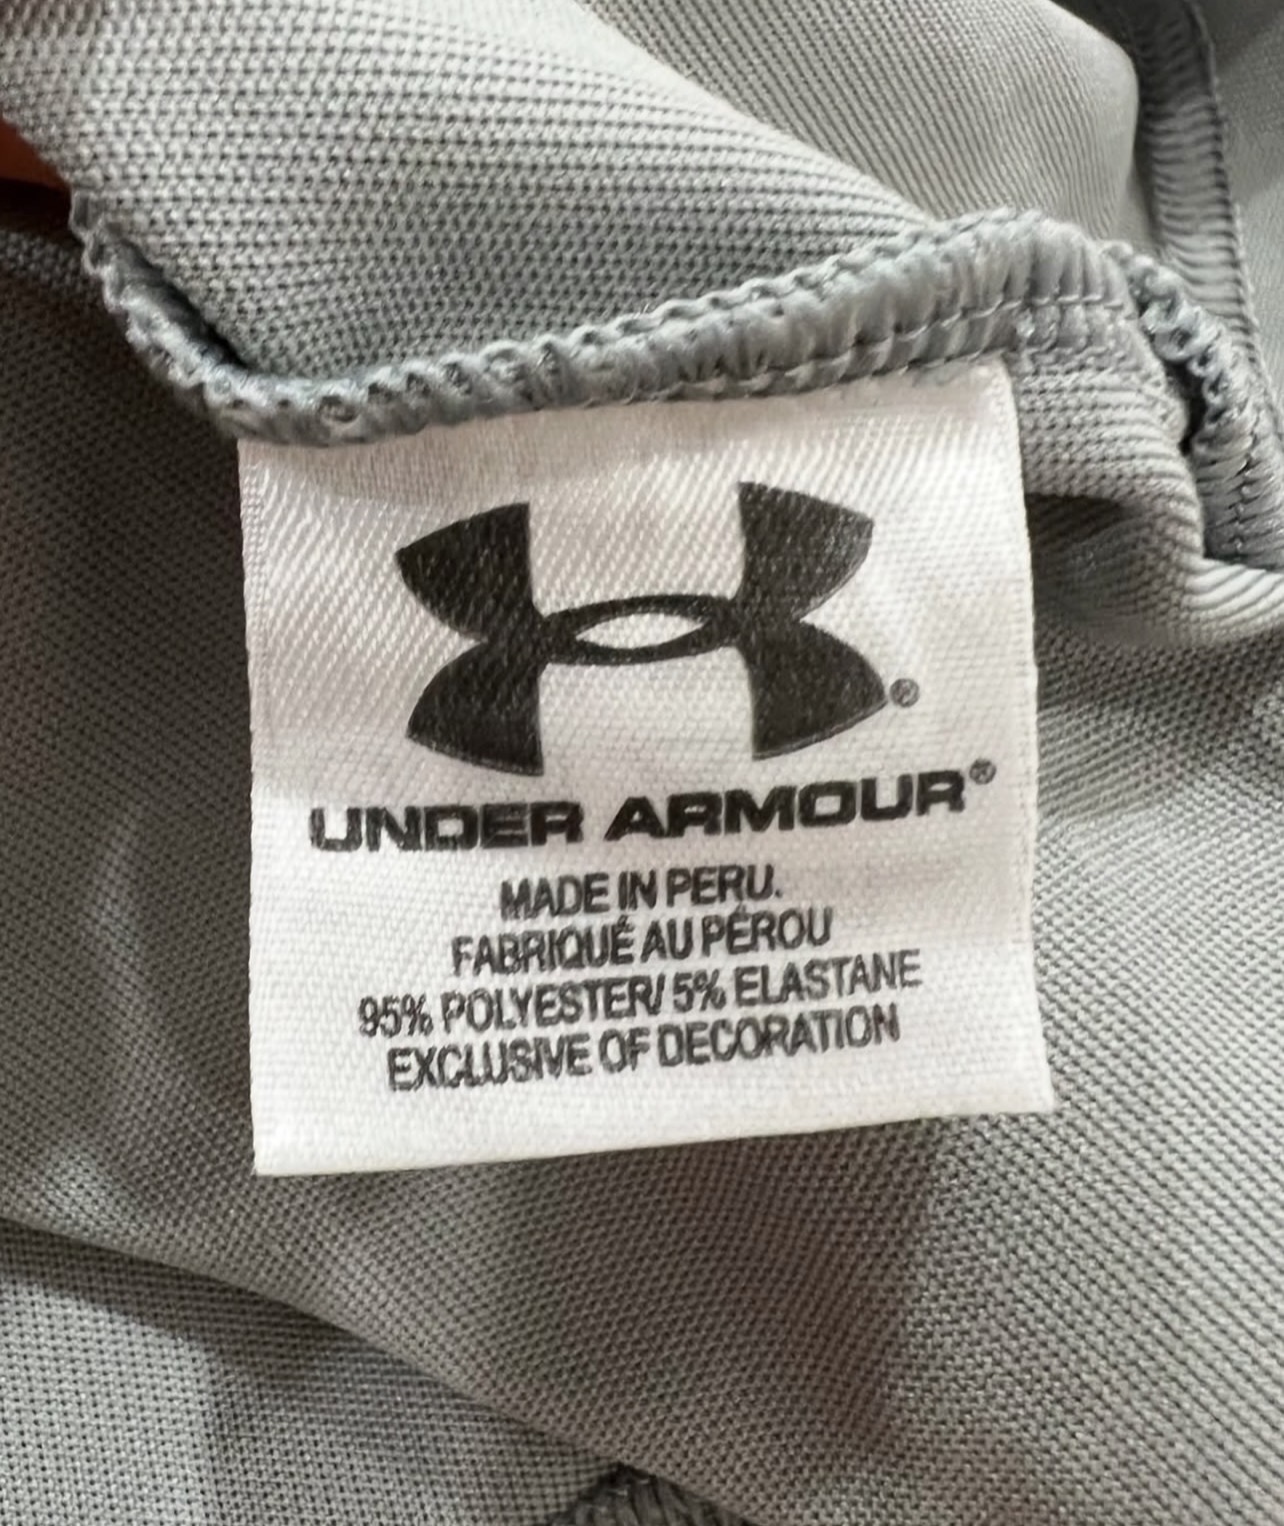 ®
UNDER ARMOUR®
MADE IN PERU.
FABRIQUÉ AU PÉROU
95% POLYESTER/ 5% ELASTANE
EXCLUSIVE OF DECORATION